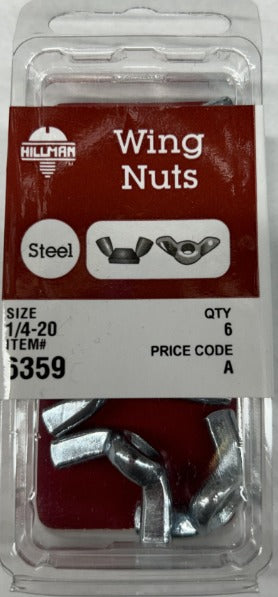 HILLMAN
Wing
Nuts
Steel
SIZE
1/4-20
ITEM#
6359
QTY
6
PRICE CODE
A